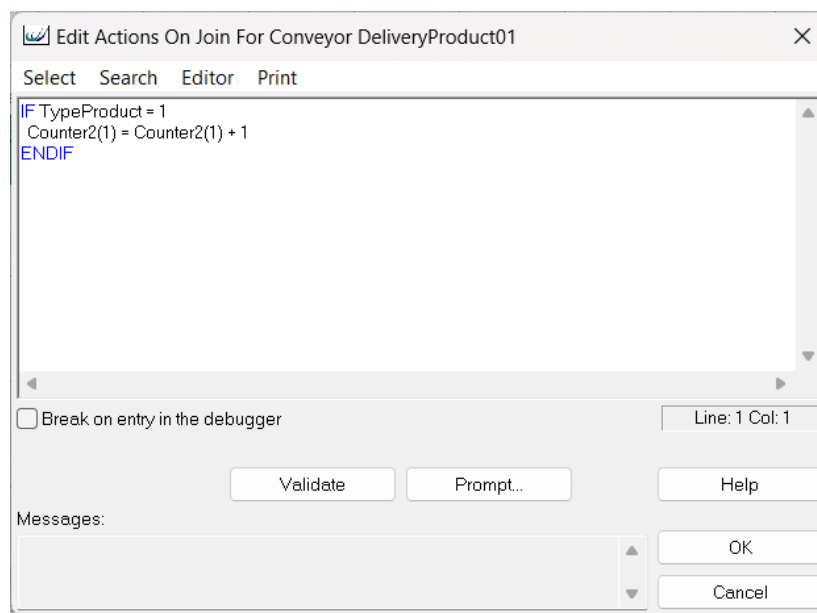 Edit Actions On Join For Conveyor DeliveryProduct01
Select Search Editor Print
IF TypeProduct = 1
Counter2(1) = Counter2(1) + 1
ENDIF
Break on entry in the debugger
Line: 1 Col: 1
Validate
Prompt...
Help
Messages:
OK
Cancel